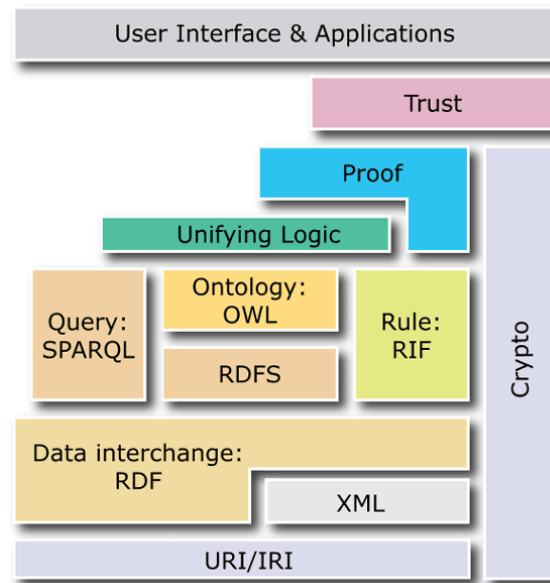 User Interface & Applications
Trust
Proof
Unifying Logic
Ontology:
OWL
Query:
SPARQL
Rule:
RIF
RDFS
Crypto
Data interchange:
RDF
XML
URI/IRI